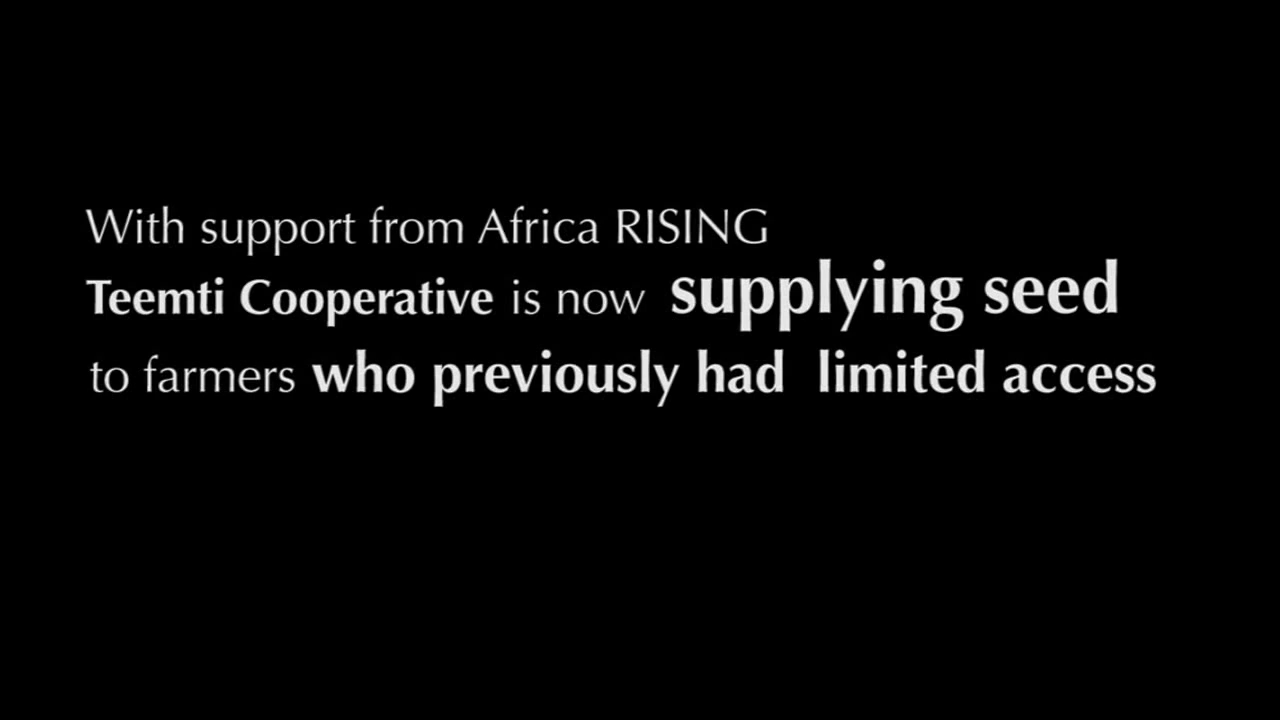 With support from Africa RISING
Teemti Cooperative is now supplying seed
to farmers who previously had limited access